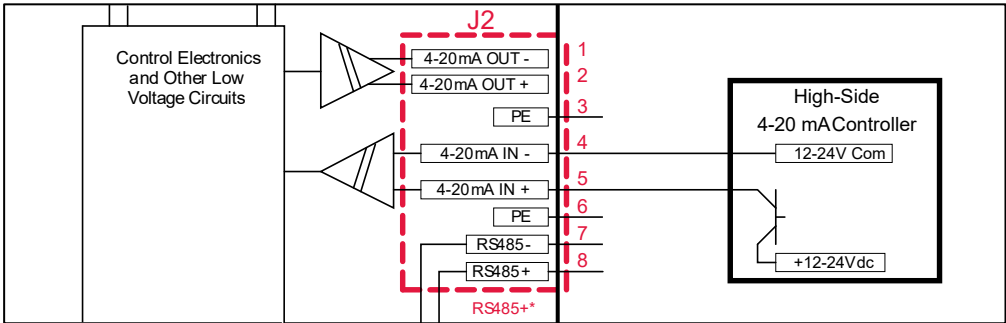 J2
Control Electronics
and Other Low
Voltage Circuits
4-20mA OUT -
1
4-20mA OUT +
2
PE
3
4-20mA IN -
4
4-20mA IN +
5
PE
6
RS485-
7
RS485+
8
RS485+*
High-Side
4-20 mAController
12-24V Com
+12-24Vdc